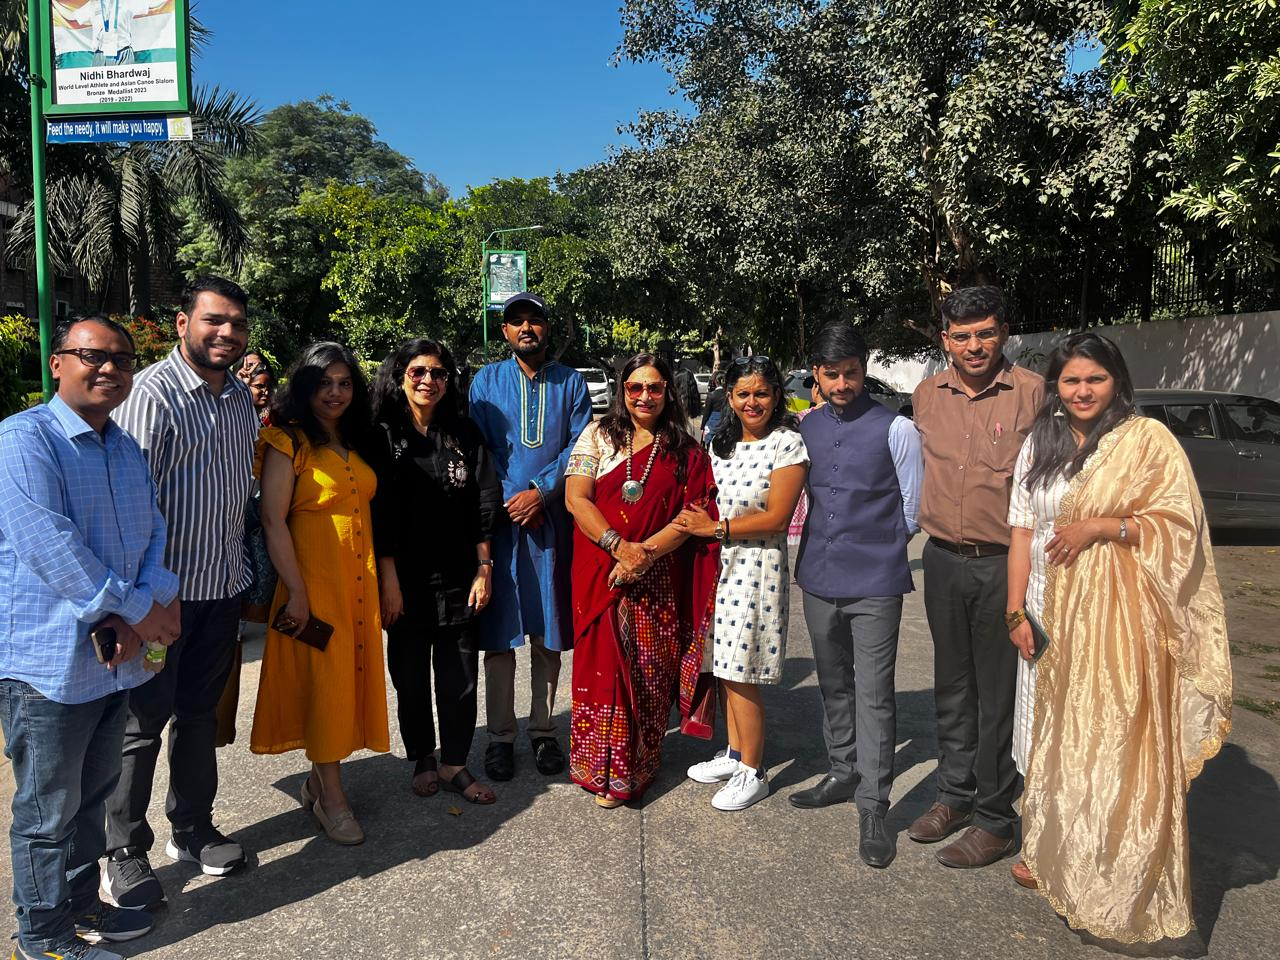 Nidhi Bhardwaj
World Level Athlete and Asian Canoe Slalom
Bronze Medallist 2023
(2019 - 2022)
Feed the needy, it will make you happy.